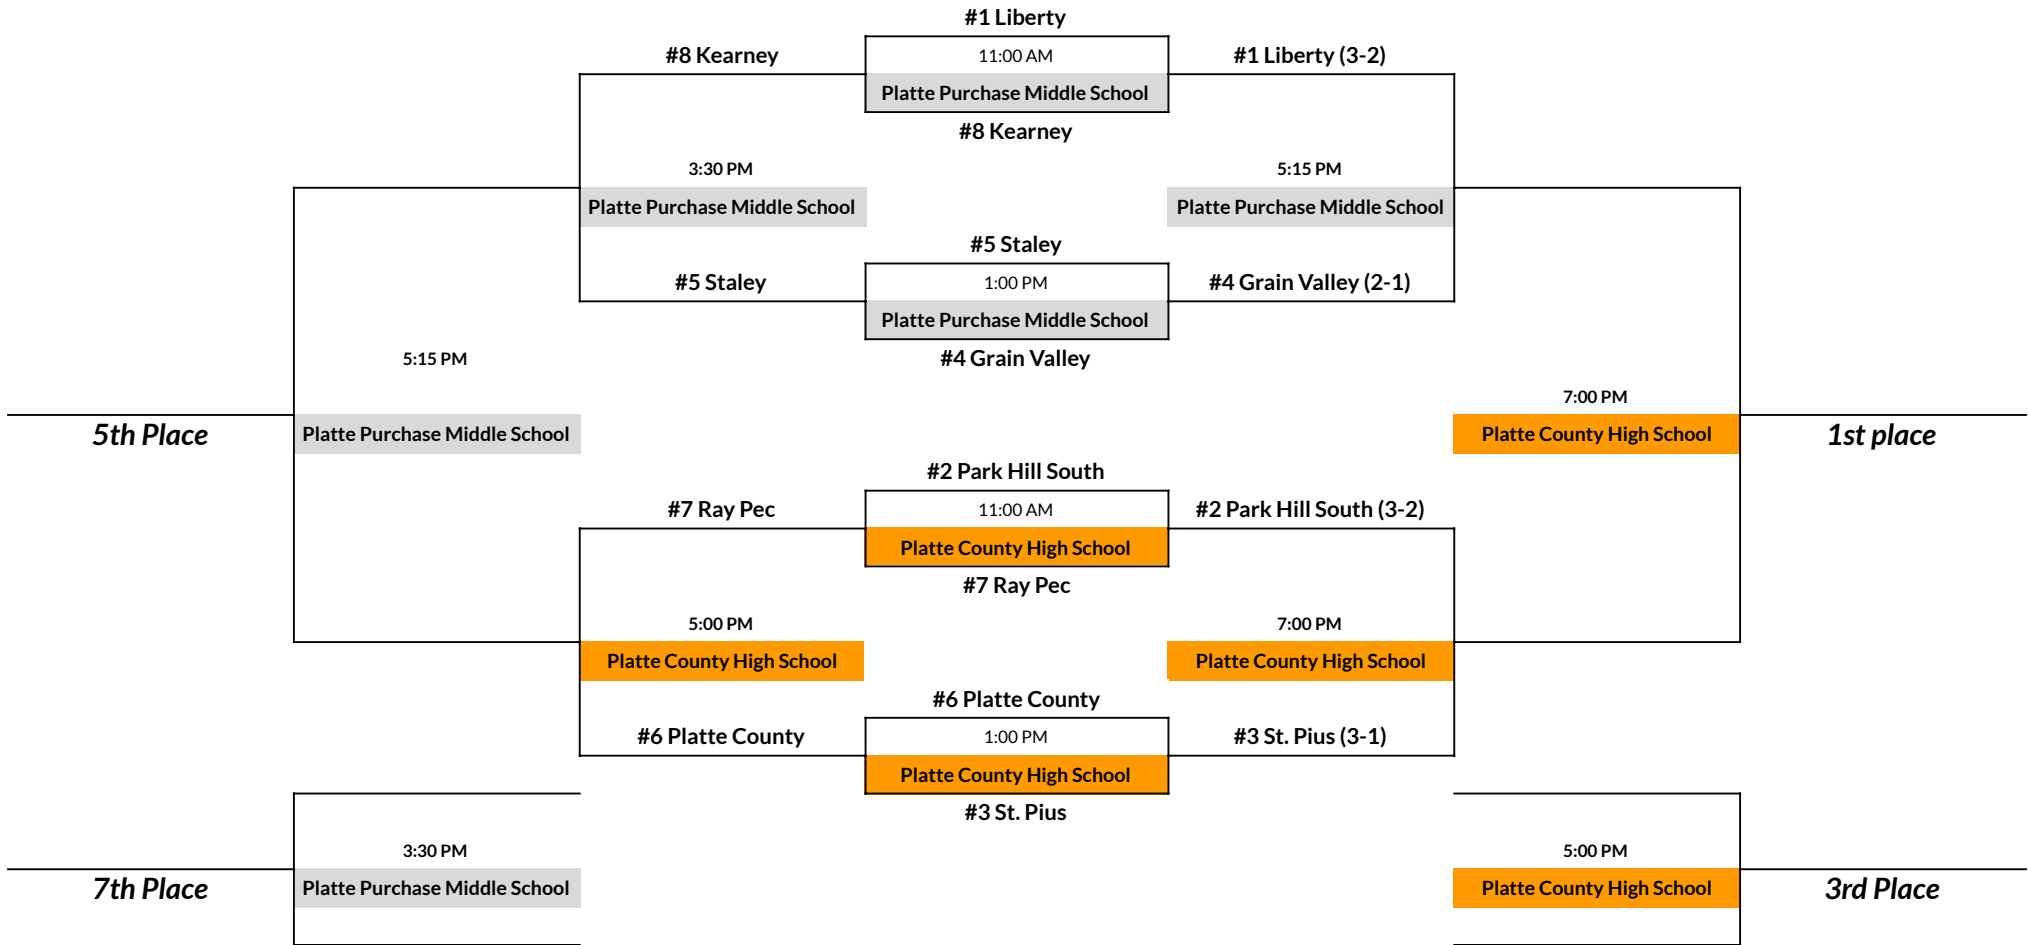 #1 Liberty
#8 Kearney
11:00 AM
#1 Liberty (3-2)
Platte Purchase Middle School
#8 Kearney
3:30 PM
5:15 PM
Platte Purchase Middle School
Platte Purchase Middle School
#5 Staley
#5 Staley
1:00 PM
#4 Grain Valley (2-1)
Platte Purchase Middle School
5:15 PM
#4 Grain Valley
7:00 PM
5th Place
Platte Purchase Middle School
Platte County High School
1st place
#2 Park Hill South
#7 Ray Pec
11:00 AM
#2 Park Hill South (3-2)
Platte County High School
#7 Ray Pec
5:00 PM
7:00 PM
Platte County High School
Platte County High School
#6 Platte County
#6 Platte County
1:00 PM
#3 St. Pius (3-1)
Platte County High School
#3 St. Pius
3:30 PM
5:00 PM
7th Place
Platte Purchase Middle School
Platte County High School
3rd Place